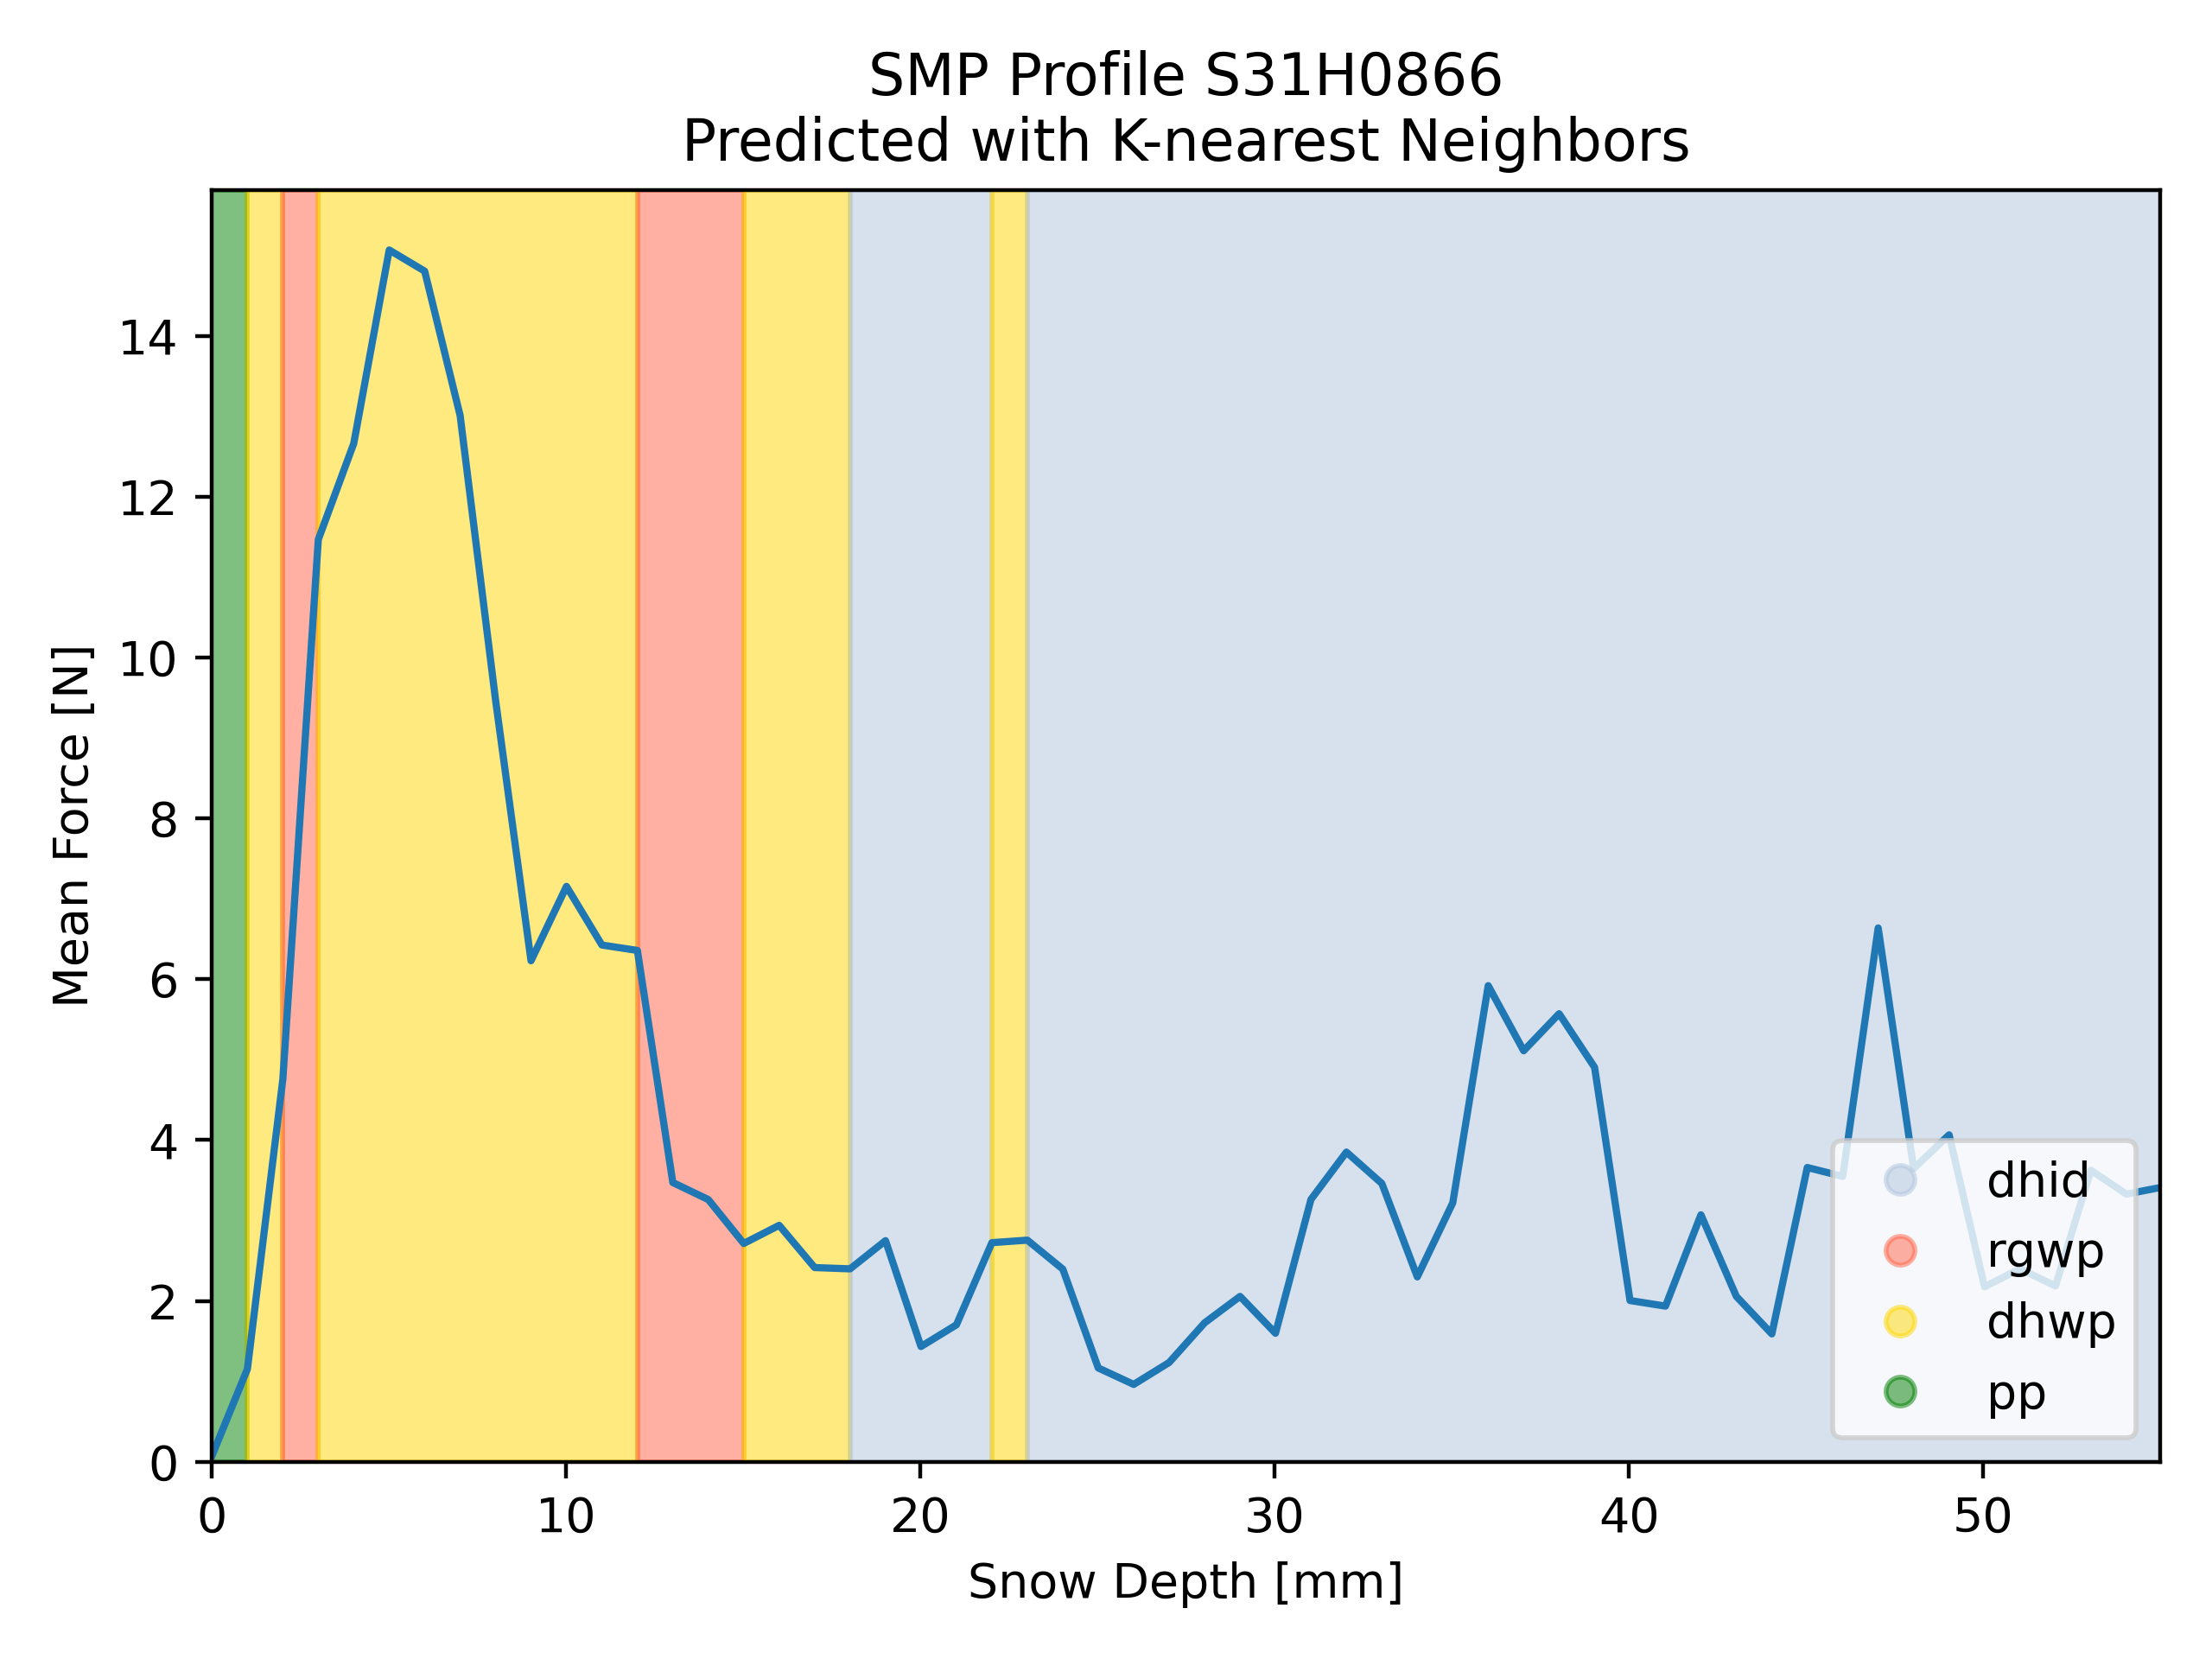 SMP Profile S31H0866
Predicted with K-nearest Neighbors
Mean Force [N]
14
12
10
8
6
4
2
0
dhid
rgwp
dhwp
pp
0 10 20 30 40 50
Snow Depth [mm]